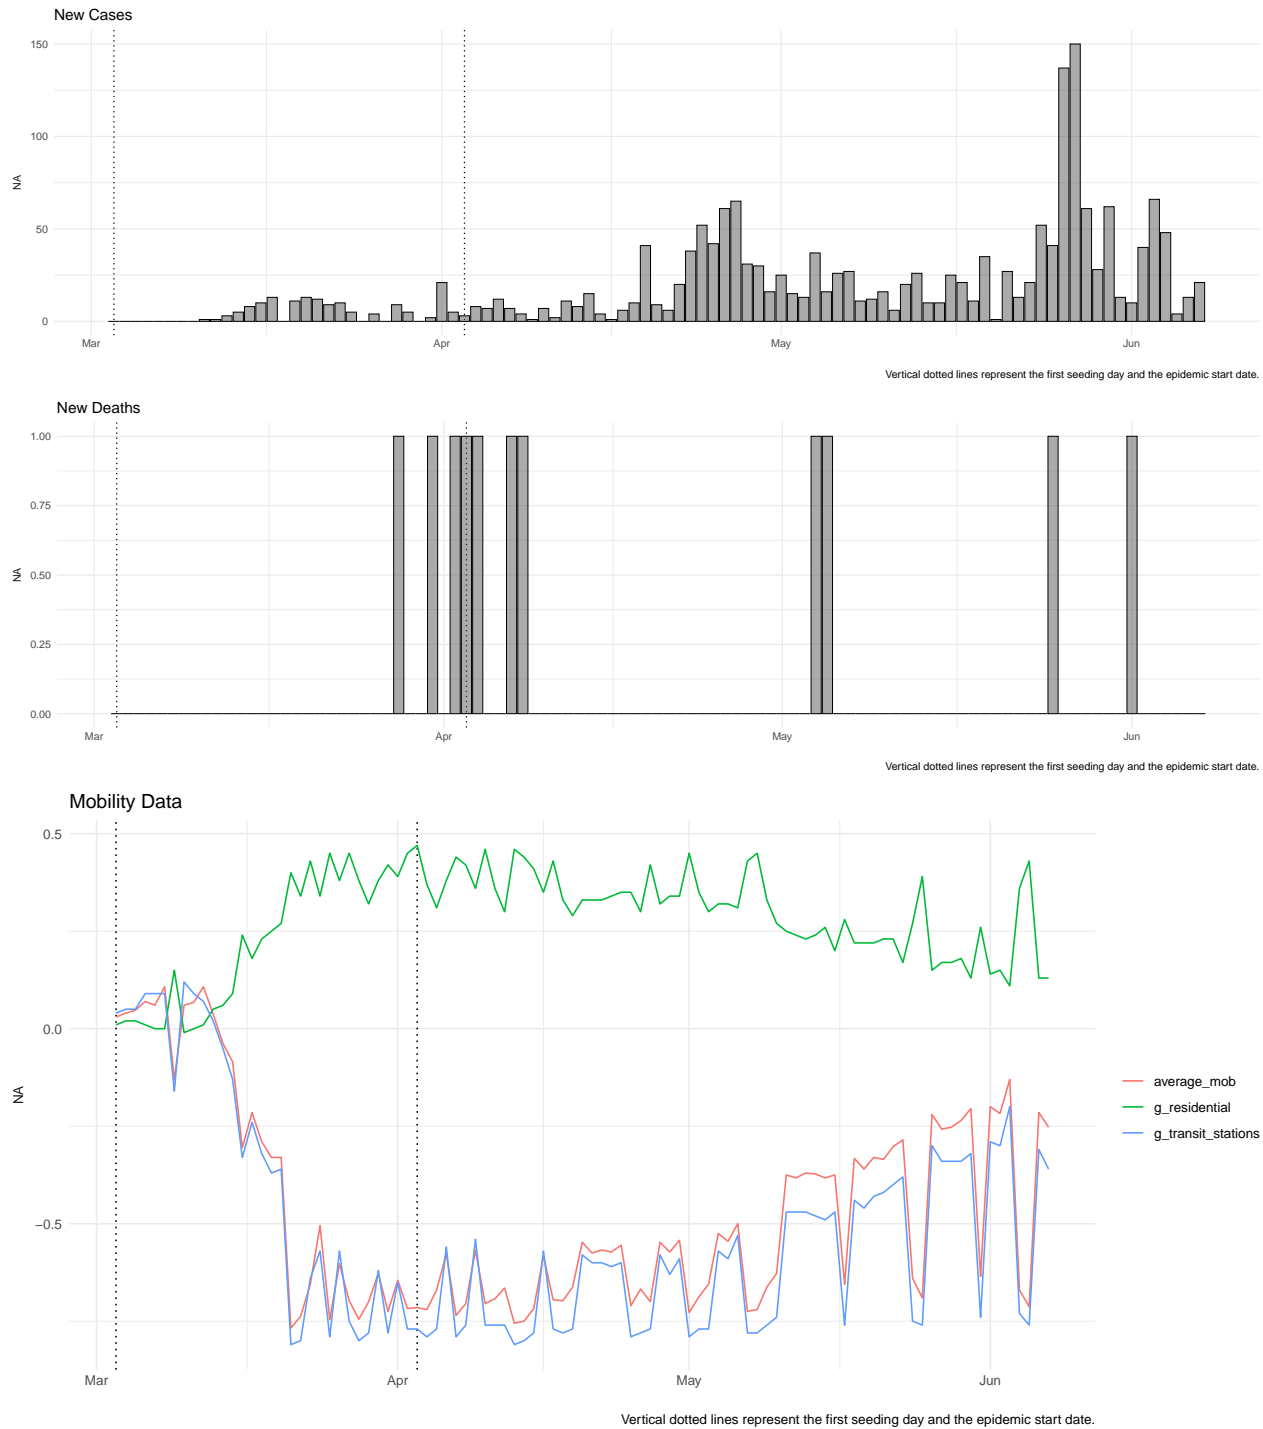 New Cases
150
100
50
0
NA
Mar Apr May Jun
Vertical dotted lines represent the first seeding day and the epidemic start date.
New Deaths
1.00
0.75
0.50
0.25
0.00
NA
Mar Apr May Jun
Vertical dotted lines represent the first seeding day and the epidemic start date.
Mobility Data
0.5
0.0
−0.5
NA
average_mob
g_residential
g_transit_stations
Mar Apr May Jun
Vertical dotted lines represent the first seeding day and the epidemic start date.